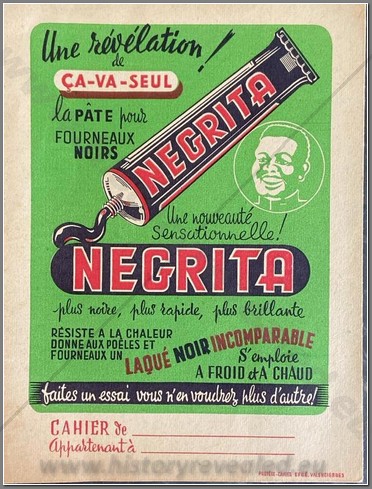 Une révélation !
de
ÇA-VA-SEUL
la PÂTE pour
FOURNEAUX
NOIRS
NEGRITA
Une nouveauté
sensationnelle !
NEGRITA
plus noire, plus rapide, plus brillante
RÉSISTE A LA CHALEUR
DONNE AUX POÊLES ET
FOURNEAUX UN
LAQUÉ NOIR INCOMPARABLE
S'emploie
A FROID et A CHAUD
faites un essai vous n'en voudrez plus d'autre!
CAHIER de
Appartenant à
www.historyrevealed.eu
VALENCIENNES